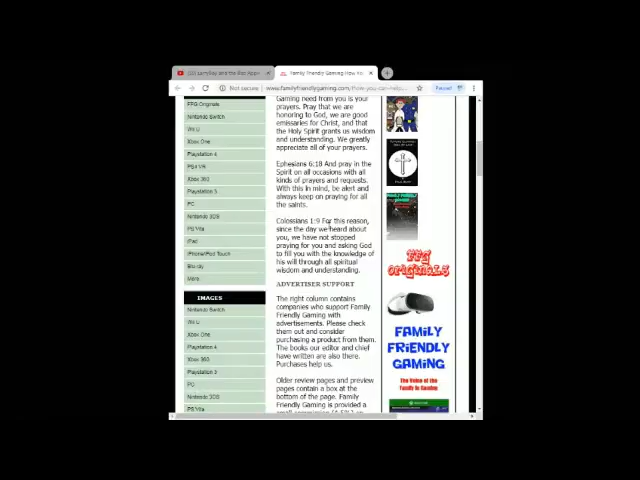 Family Friendly Gaming How Yo
Not secure
www.familyfriendlygaming.com/
Paused
FFG Originals
Nintendo Switch
Wii U
Xbox One
Playstation 4
PS4 VR
Xbox 360
Playstation 3
PC
Nintendo 3DS
PS Vita
iPad
iPhone/iPod Touch
Blu-ray
More
IMAGES
Nintendo Switch
Wii U
Xbox One
Playstation 4
Xbox 360
Playstation 3
PC
Nintendo 3DS
PS Vita
Gaming need from you is your
prayers. Pray that we are
honoring to God, we are good
emissaries for Christ, and that
the Holy Spirit grants us wisdom
and understanding. We greatly
appreciate all of your prayers.
Ephesians 6:18 And pray in the
Spirit on all occasions with all
kinds of prayers and requests.
With this in mind, be alert and
always keep on praying for all
the saints.
Colossians 1:9 For this reason,
since the day we heard about
you, we have not stopped
praying for you and asking God
to fill you with the knowledge of
his will through all spiritual
wisdom and understanding.
ADVERTISER SUPPORT
The right column contains
companies who support Family
Friendly Gaming with
advertisements. Please check
them out and consider
purchasing a product from them.
The books our editor and chief
have written are also there.
Purchases help us.
Older review pages and preview
pages contain a box at the
bottom of the page. Family
Friendly Gaming is provided a
FFG
ORIGINALS
FAMILY
FRIENDLY
GAMING
The Voice of the
Family in Gaming